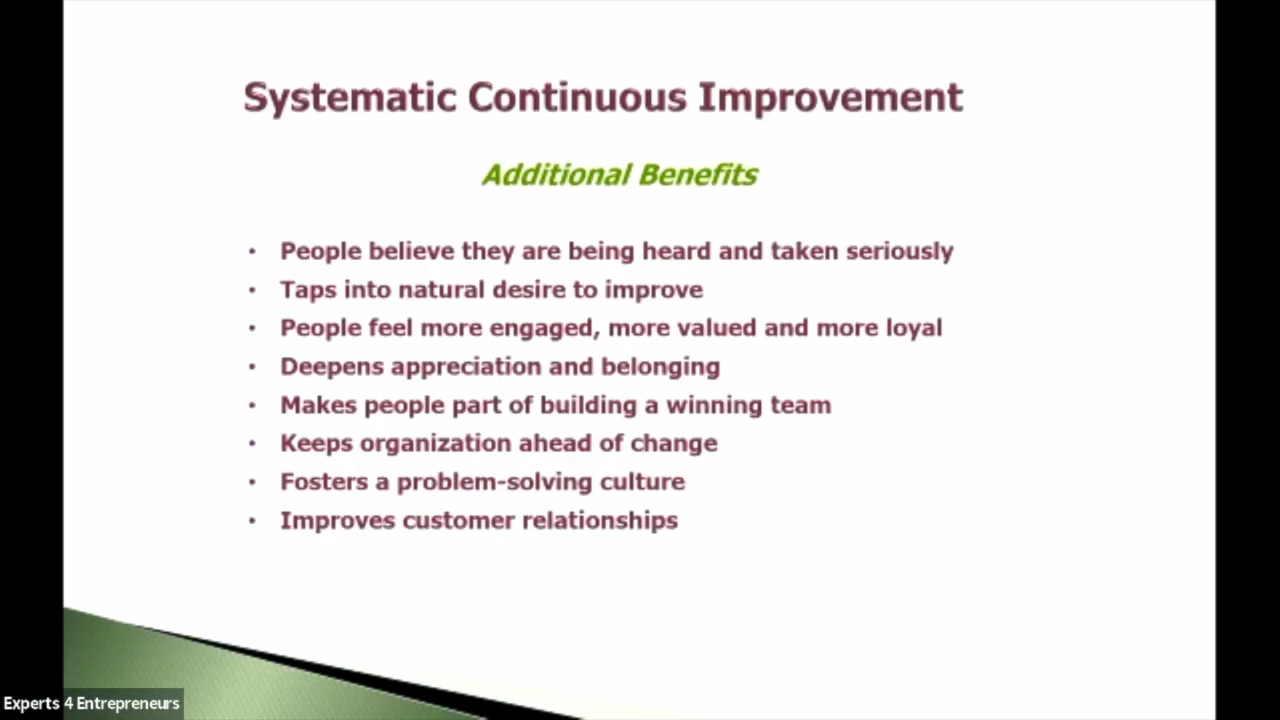 Systematic Continuous Improvement
Additional Benefits
• People believe they are being heard and taken seriously
• Taps into natural desire to improve
• People feel more engaged, more valued and more loyal
• Deepens appreciation and belonging
• Makes people part of building a winning team
• Keeps organization ahead of change
• Fosters a problem-solving culture
• Improves customer relationships
Experts 4 Entrepreneurs